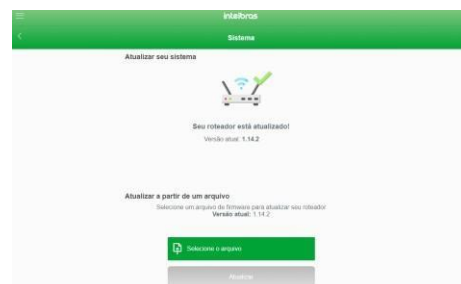 intelbras
Sistema
Atualizar seu sistema
Seu roteador está atualizado!
Versão atual: 1.14.2
Atualizar a partir de um arquivo
Selecione um arquivo de firmware para atualizar seu roteador
Versão atual: 1.14.2
Selecione o arquivo
Atualizar